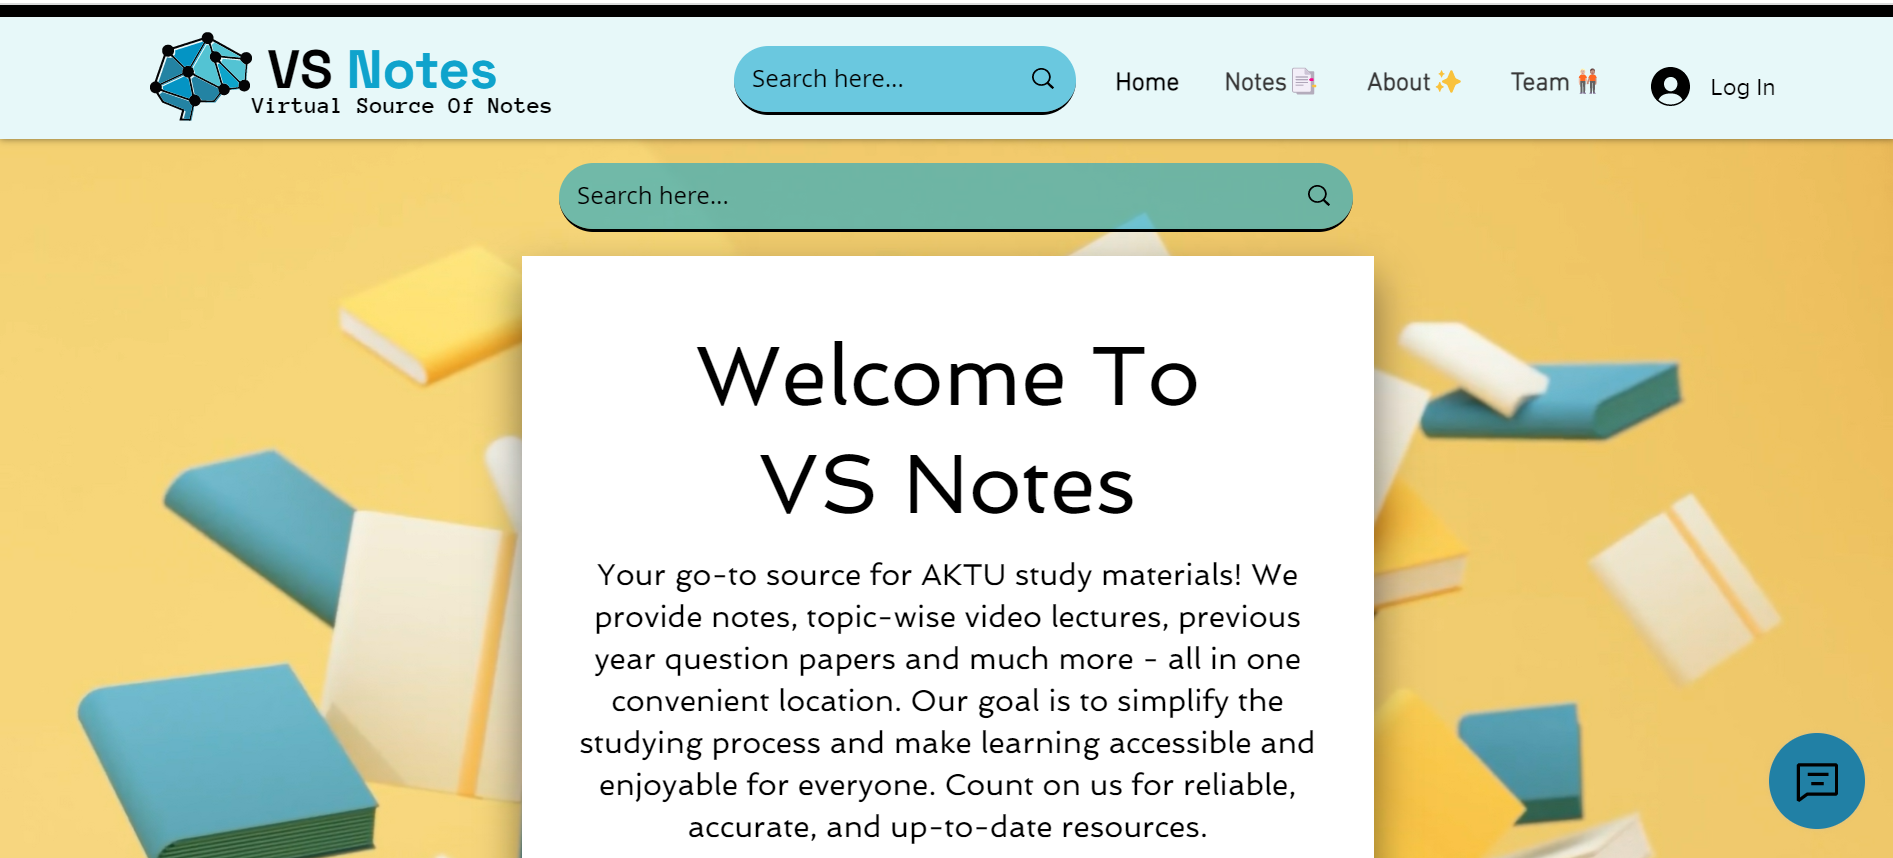 VS Notes
Virtual Source Of Notes
Search here...
Home
Notes
About
Team
Log In
Search here...
Welcome To
VS Notes
Your go-to source for AKTU study materials! We
provide notes, topic-wise video lectures, previous
year question papers and much more - all in one
convenient location. Our goal is to simplify the
studying process and make learning accessible and
enjoyable for everyone. Count on us for reliable,
accurate, and up-to-date resources.